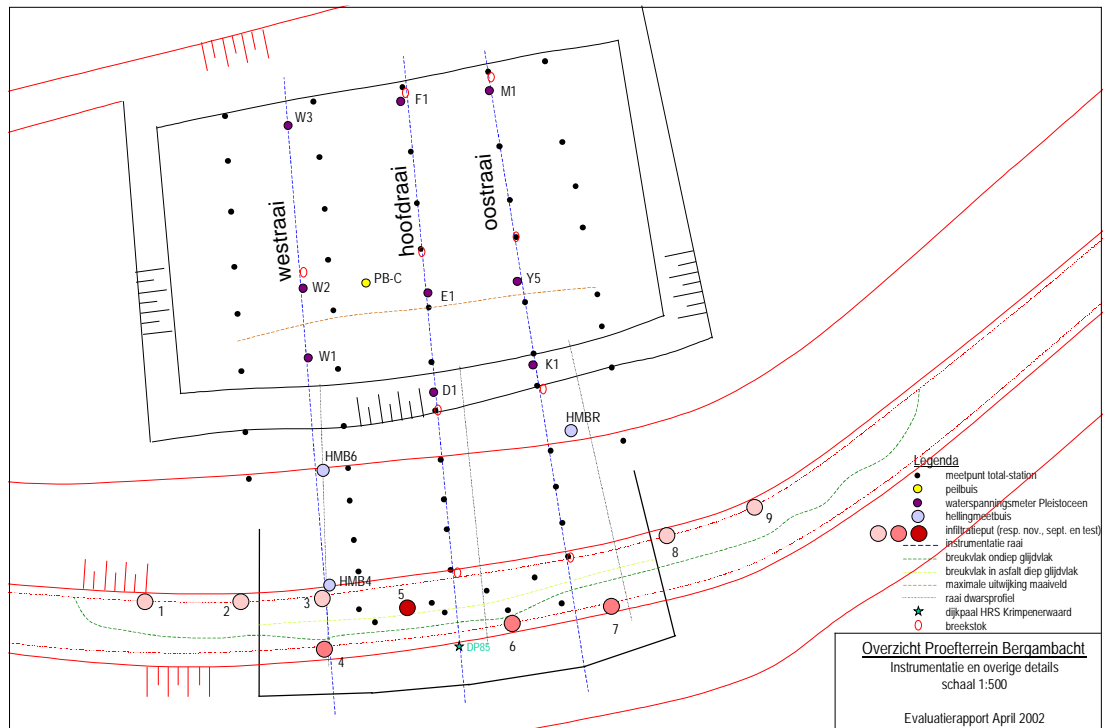 M1
F1
W3
westraai
hoofdraai
oostraai
PB-C
W2
E1
Y5
W1
D1
K1
HMBR
HMB6
HMB4
1
2
3
4
5
6
7
8
9
DP85
Legenda
meetpunt total-station
peilbuis
waterspanningsmeter Pleistoceen
hellingmeetbuis
infiltratieput (resp. nov., sept. en test)
instrumentatie raai
breukvlak ondiep glijdvlak
breukvlak in asfalt diep glijdvlak
maximale uitwijking maaiveld
raai dwarsprofiel
dijkpaal HRS Krimpenerwaard
breekstok
Overzicht Proefterrein Bergambacht
Instrumentatie en overige details
schaal 1:500
Evaluatierapport April 2002